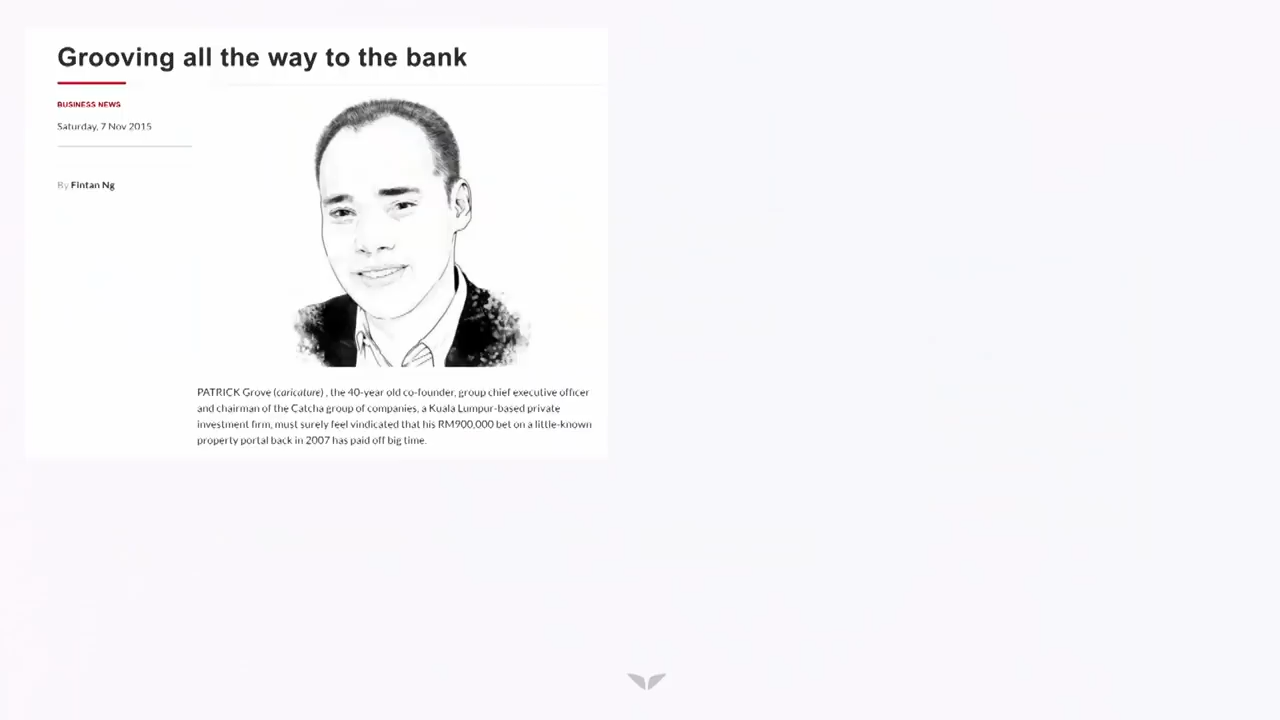 Grooving all the way to the bank
BUSINESS NEWS
Saturday, 7 Nov 2015
By Fintan Ng
PATRICK Grove (caricature) , the 40-year old co-founder, group chief executive officer
and chairman of the Catcha group of companies, a Kuala Lumpur-based private
investment firm, must surely feel vindicated that his RM900,000 bet on a little-known
property portal back in 2007 has paid off big time.